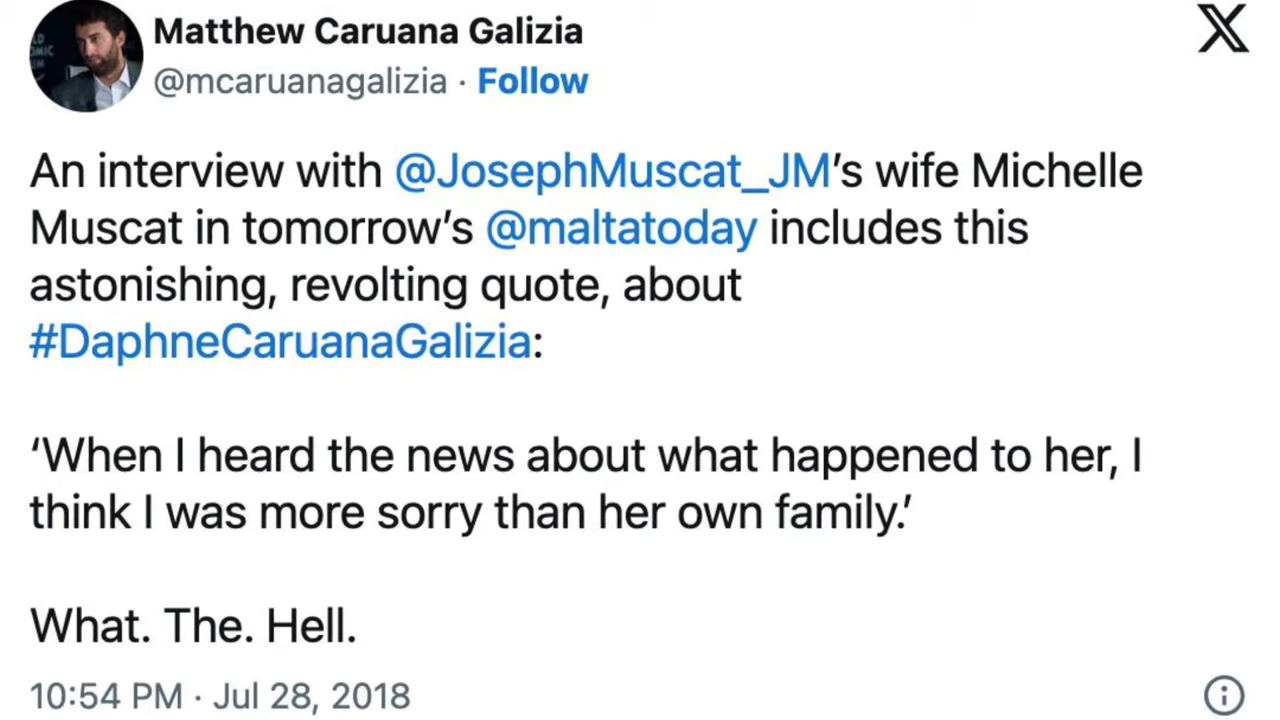 Matthew Caruana Galizia
@mcaruanagalizia · Follow
An interview with @JosephMuscat_JM’s wife Michelle
Muscat in tomorrow’s @maltatoday includes this
astonishing, revolting quote, about
#DaphneCaruanaGalizia:
‘When I heard the news about what happened to her, I
think I was more sorry than her own family.’
What. The. Hell.
10:54 PM · Jul 28, 2018